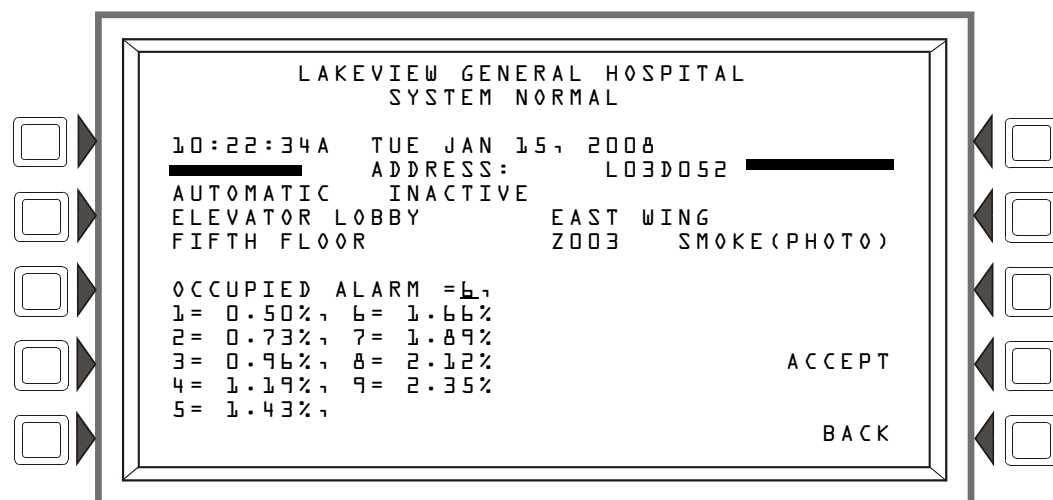 LAKEVIEW GENERAL HOSPITAL
SYSTEM NORMAL
10:22:34A TUE JAN 15, 2008
ADDRESS: L03D052
AUTOMATIC INACTIVE
ELEVATOR LOBBY EAST WING
FIFTH FLOOR Z003 SMOKE(PHOTO)
OCCUPIED ALARM =6,
1= 0.50%, 6= 1.66%
2= 0.73%, 7= 1.89%
3= 0.96%, 8= 2.12%
ACCEPT
4= 1.19%, 9= 2.35%
5= 1.43%,
BACK